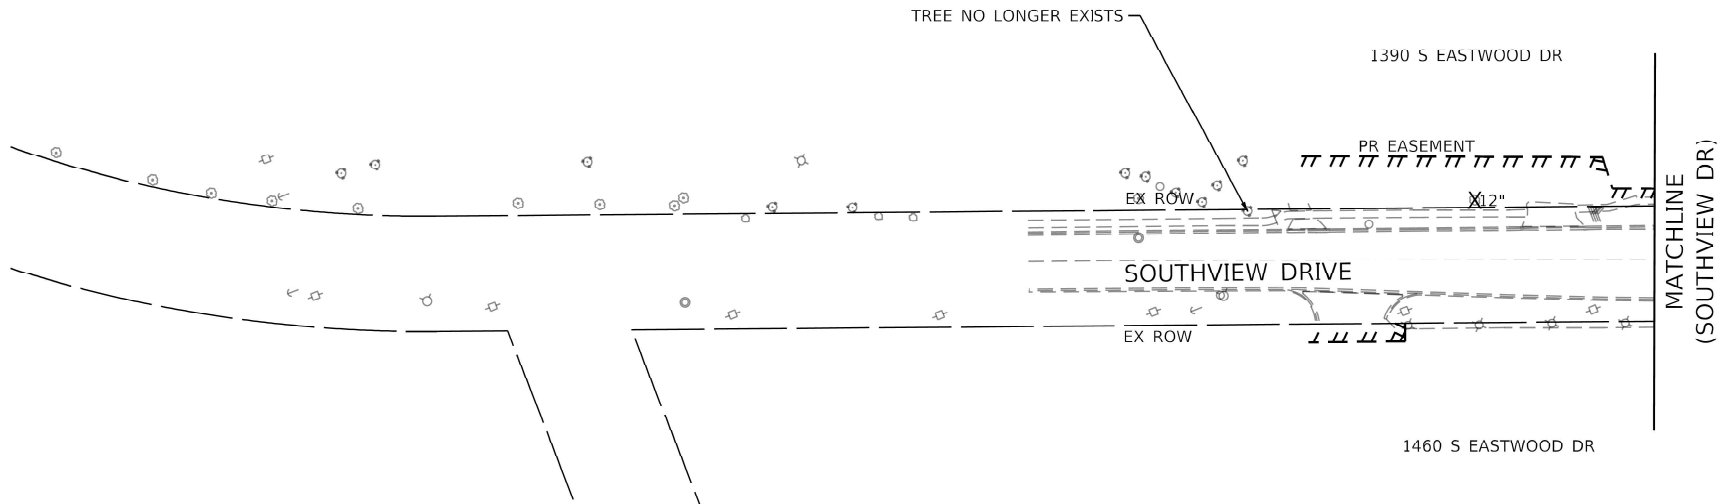 TREE NO LONGER EXISTS
1390 S EASTWOOD DR
PR EASEMENT
EX ROW
12"
SOUTHVIEW DRIVE
EX ROW
1460 S EASTWOOD DR
MATCHLINE
(SOUTHVIEW DR)